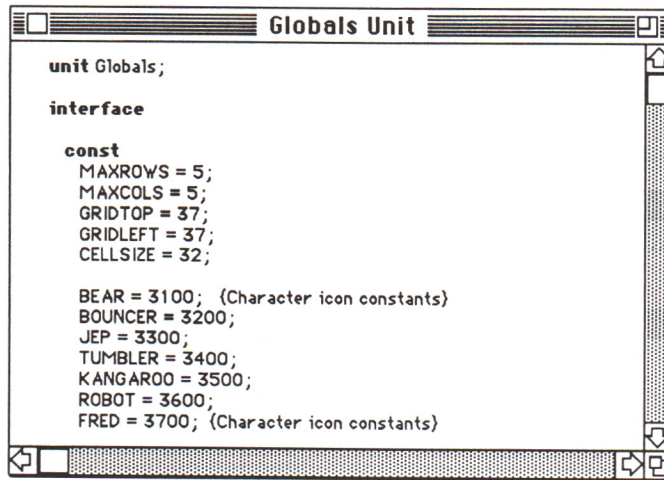 Globals Unit
unit Globals;
interface
const
MAXROWS = 5;
MAXCOLS = 5;
GRIDTOP = 37;
GRIDLEFT = 37;
CELLSIZE = 32;
BEAR = 3100; {Character icon constants}
BOUNCER = 3200;
JEP = 3300;
TUMBLER = 3400;
KANGAROO = 3500;
ROBOT = 3600;
FRED = 3700; {Character icon constants}